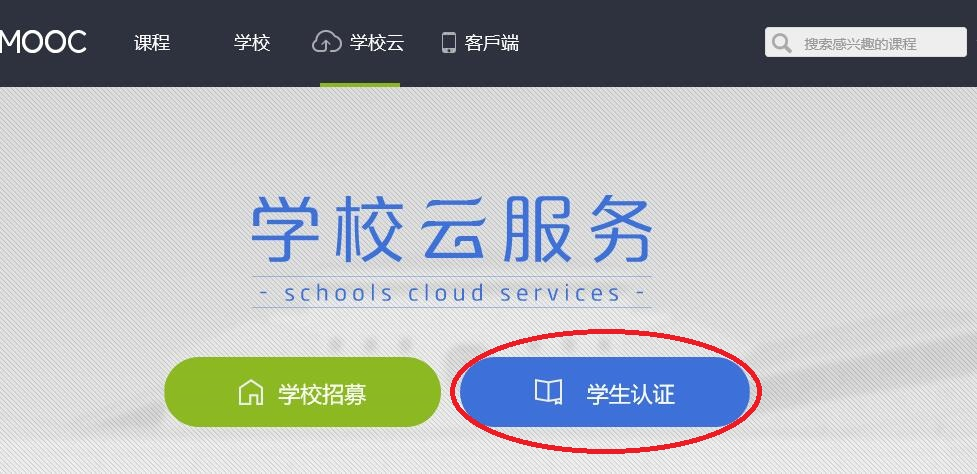 MOOC 课程 学校 学校云 客戶端 搜索感兴趣的课程
学校云服务
- schools cloud services -
学校招募 学生认证